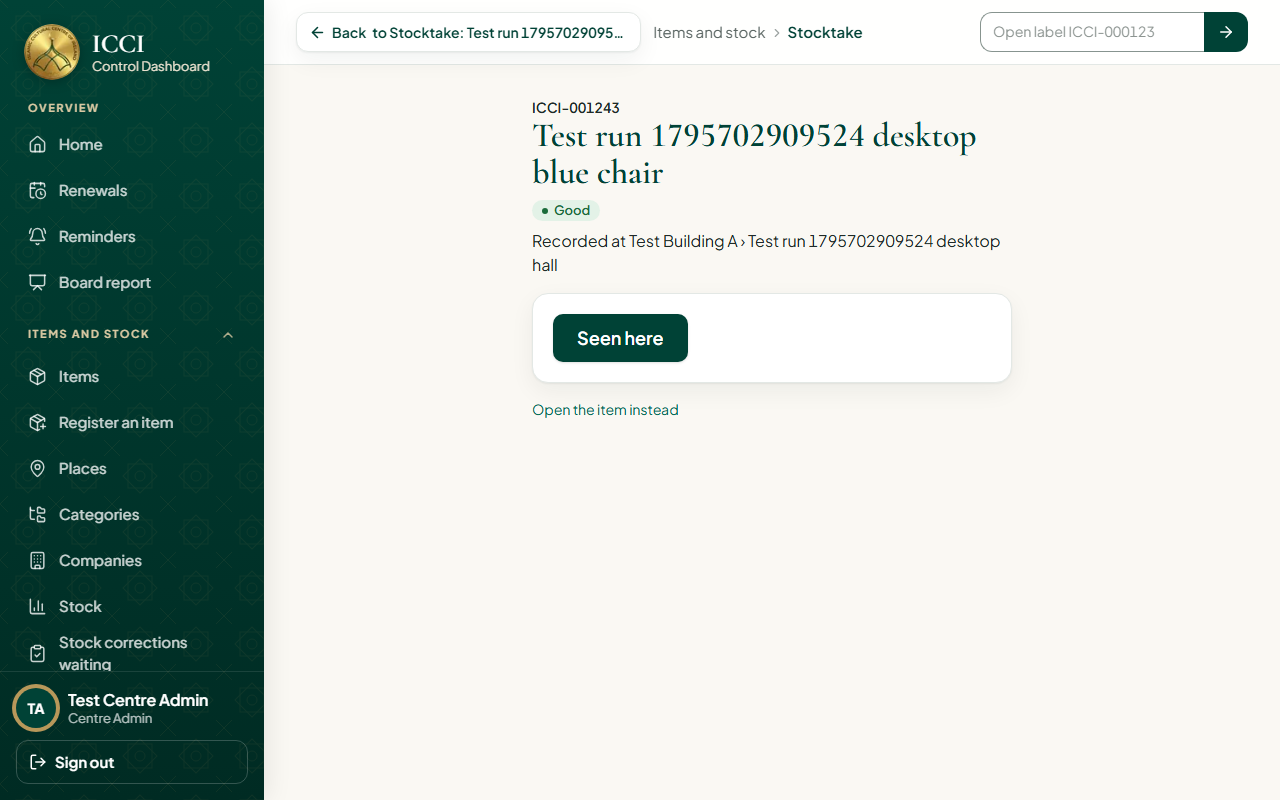 ICCI
Control Dashboard
OVERVIEW
Home
Renewals
Reminders
Board report
ITEMS AND STOCK
Items
Register an item
Places
Categories
Companies
Stock
Stock corrections
waiting
TA
Test Centre Admin
Centre Admin
Sign out
Back to Stocktake: Test run 17957029095...
Items and stock › Stocktake
Open label ICCI-000123
ICCI-001243
Test run 1795702909524 desktop
blue chair
Good
Recorded at Test Building A › Test run 1795702909524 desktop
hall
Seen here
Open the item instead